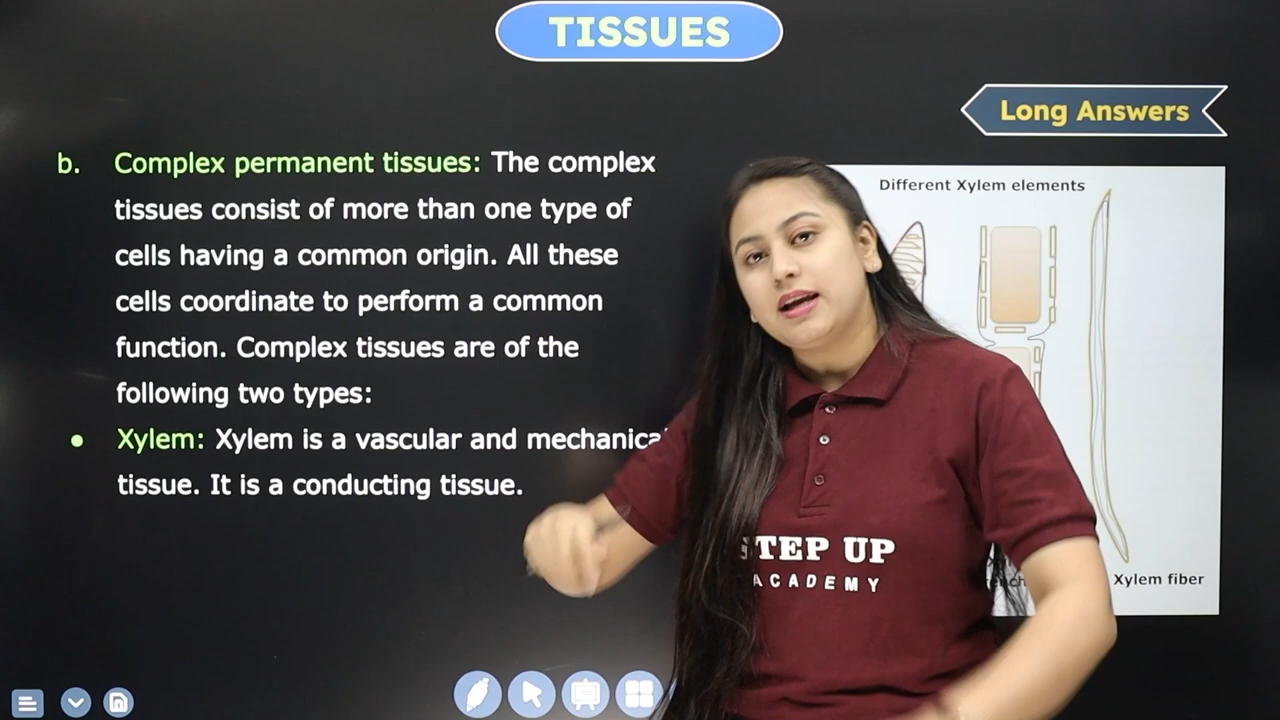 TISSUES
Long Answers
b. Complex permanent tissues: The complex
tissues consist of more than one type of
cells having a common origin. All these
cells coordinate to perform a common
function. Complex tissues are of the
following two types:
• Xylem: Xylem is a vascular and mechanical
tissue. It is a conducting tissue.
Different Xylem elements
Xylem fiber
STEP UP
ACADEMY